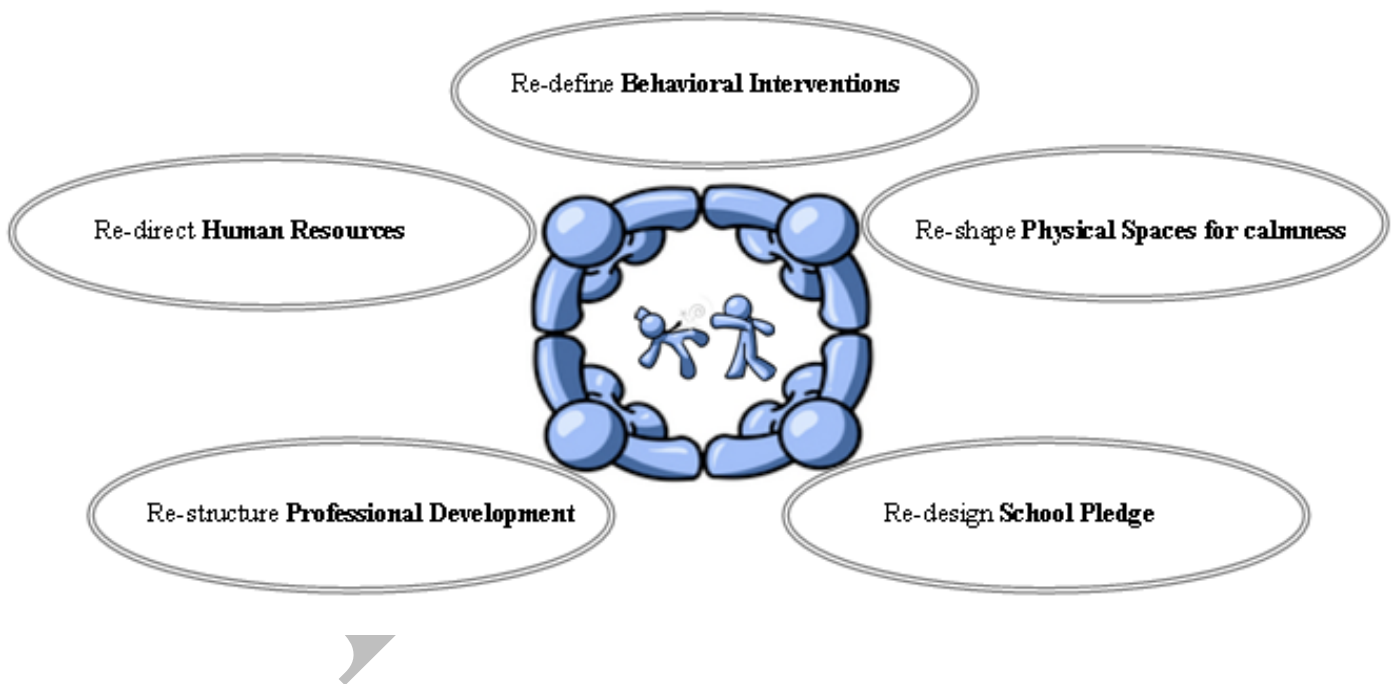 Re-define Behavioral Interventions
Re-direct Human Resources
Re-shape Physical Spaces for calmness
Re-structure Professional Development
Re-design School Pledge